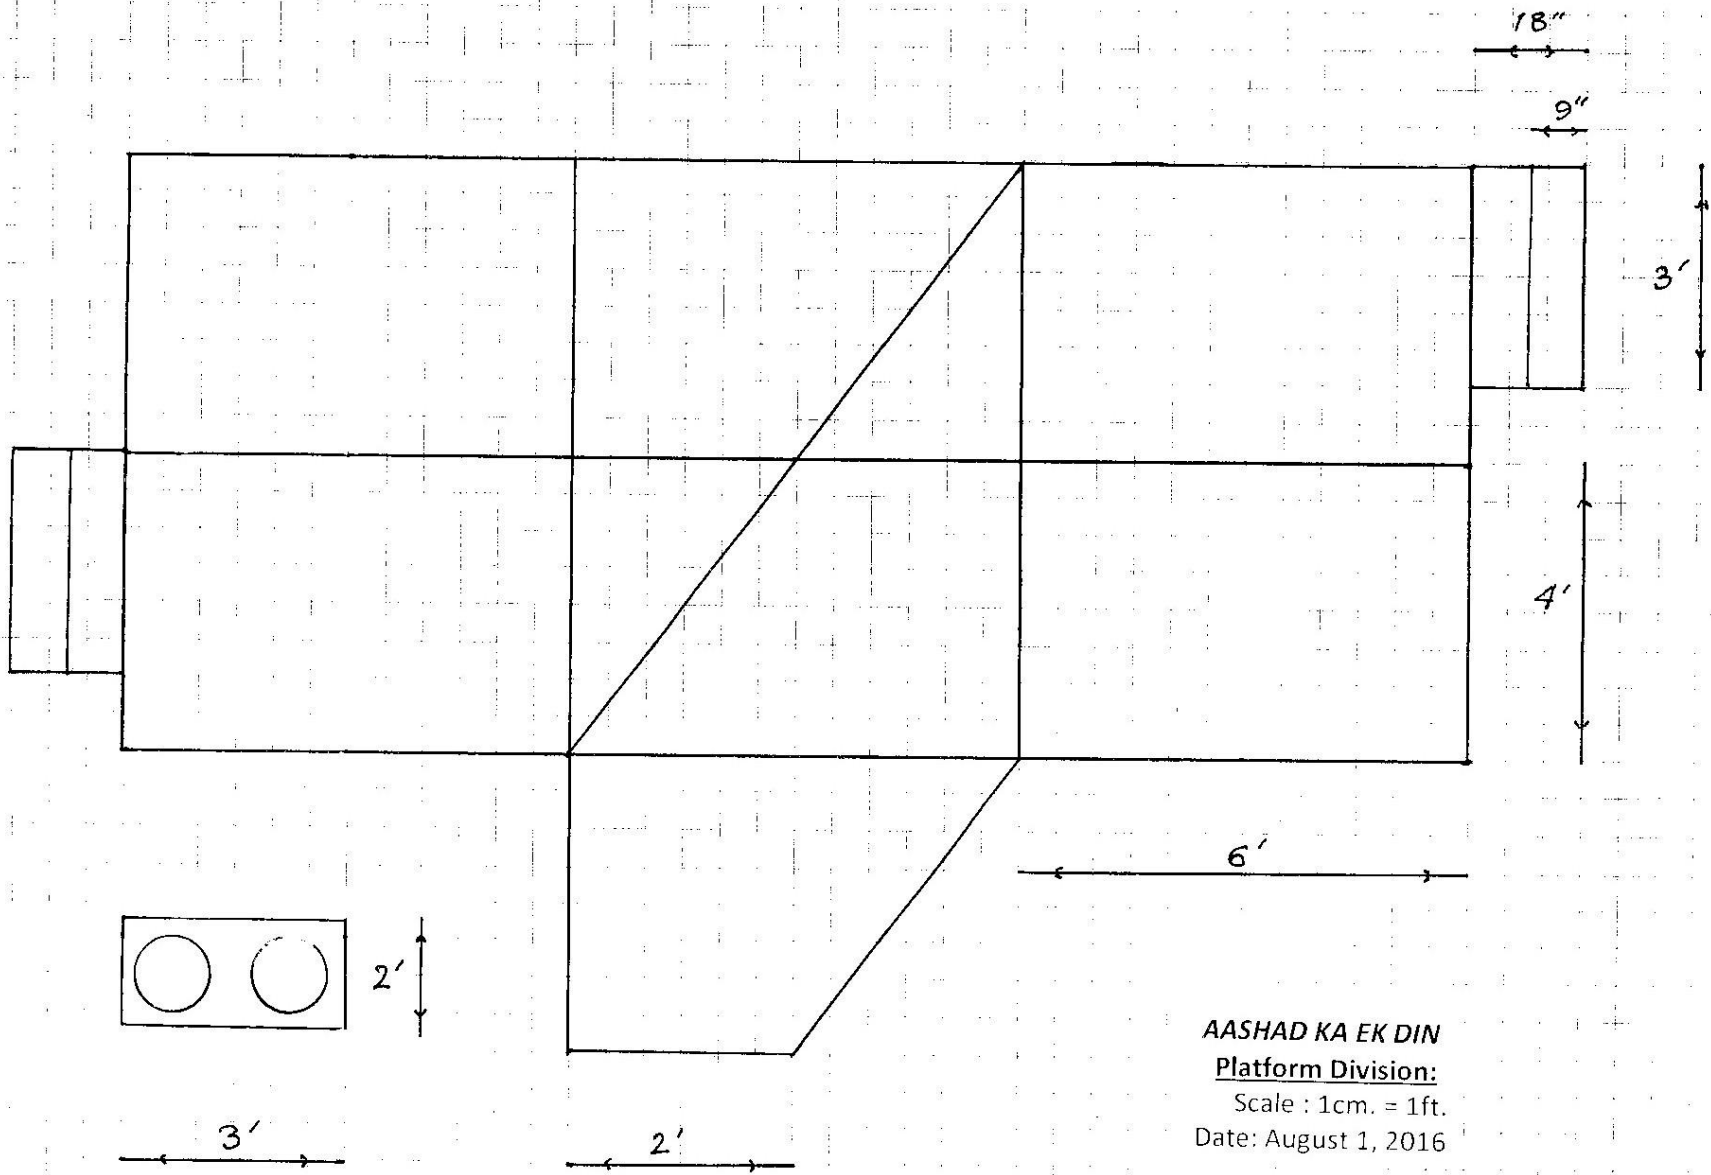 18"
9"
3'
4'
6'
2'
3'
2'
AASHAD KA EK DIN
Platform Division:
Scale : 1cm. = 1ft.
Date: August 1, 2016